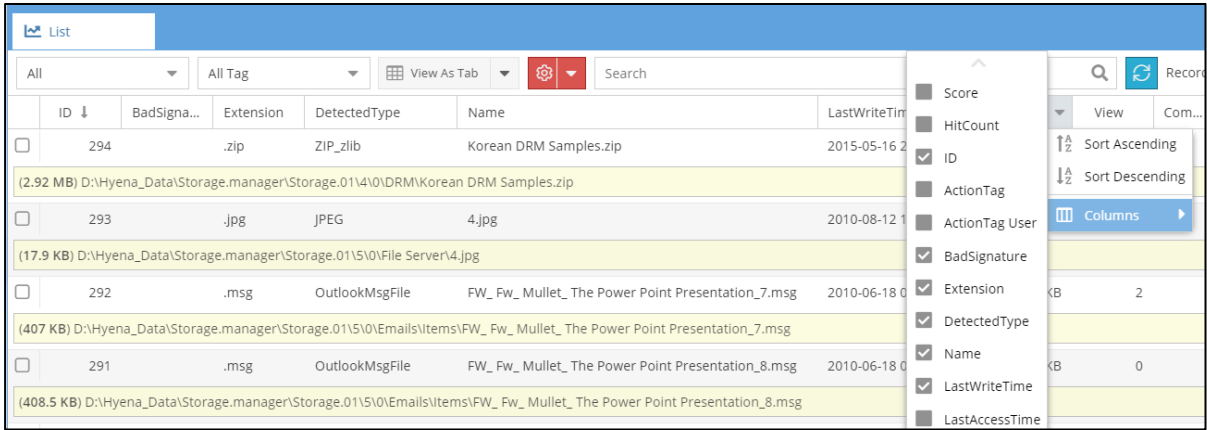 List
All All Tag View As Tab Search Record
ID BadSigna... Extension DetectedType Name LastWriteTim View Com...
294 .zip ZIP_zlib Korean DRM Samples.zip 2015-05-16 2
(2.92 MB) D:\Hyena_Data\Storage.manager\Storage.01\4\0\DRM\Korean DRM Samples.zip
293 .jpg JPEG 4.jpg 2010-08-12 1
(17.9 KB) D:\Hyena_Data\Storage.manager\Storage.01\5\0\File Server\4.jpg
292 .msg OutlookMsgFile FW_ Fw_ Mullet_ The Power Point Presentation_7.msg 2010-06-18 0 KB 2
(407 KB) D:\Hyena_Data\Storage.manager\Storage.01\5\0\Emails\Items\FW_ Fw_ Mullet_ The Power Point Presentation_7.msg
291 .msg OutlookMsgFile FW_ Fw_ Mullet_ The Power Point Presentation_8.msg 2010-06-18 0 KB 0
(408.5 KB) D:\Hyena_Data\Storage.manager\Storage.01\5\0\Emails\Items\FW_ Fw_ Mullet_ The Power Point Presentation_8.msg
Score
HitCount
ID
ActionTag
ActionTag User
BadSignature
Extension
DetectedType
Name
LastWriteTime
LastAccessTime
Sort Ascending
Sort Descending
Columns